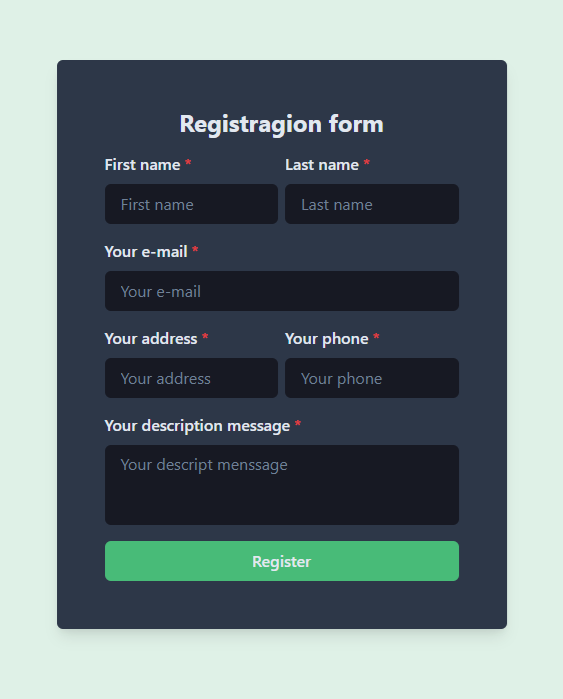 Registragion form
First name * Last name *
First name Last name
Your e-mail *
Your e-mail
Your address * Your phone *
Your address Your phone
Your description message *
Your descript menssage
Register